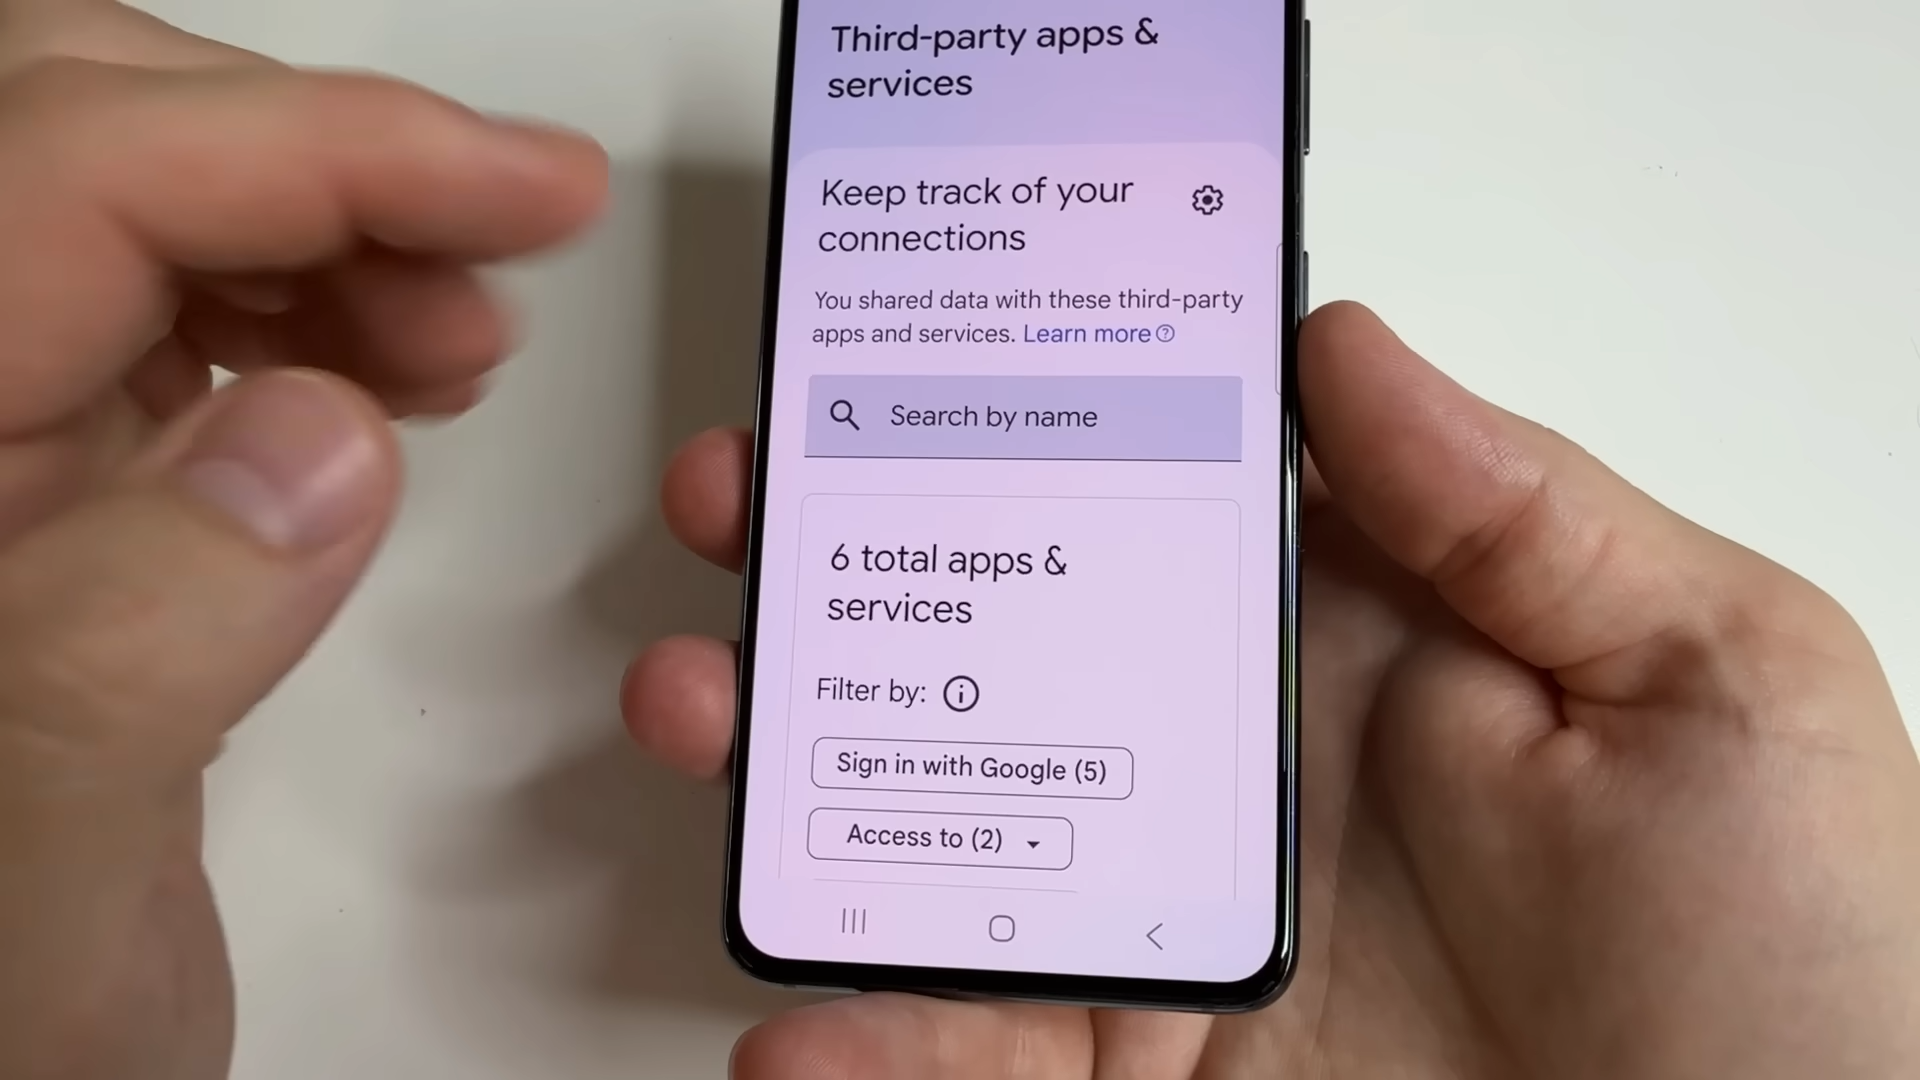 Third-party apps &
services
Keep track of your
connections
You shared data with these third-party
apps and services. Learn more
Search by name
6 total apps &
services
Filter by:
Sign in with Google (5)
Access to (2)